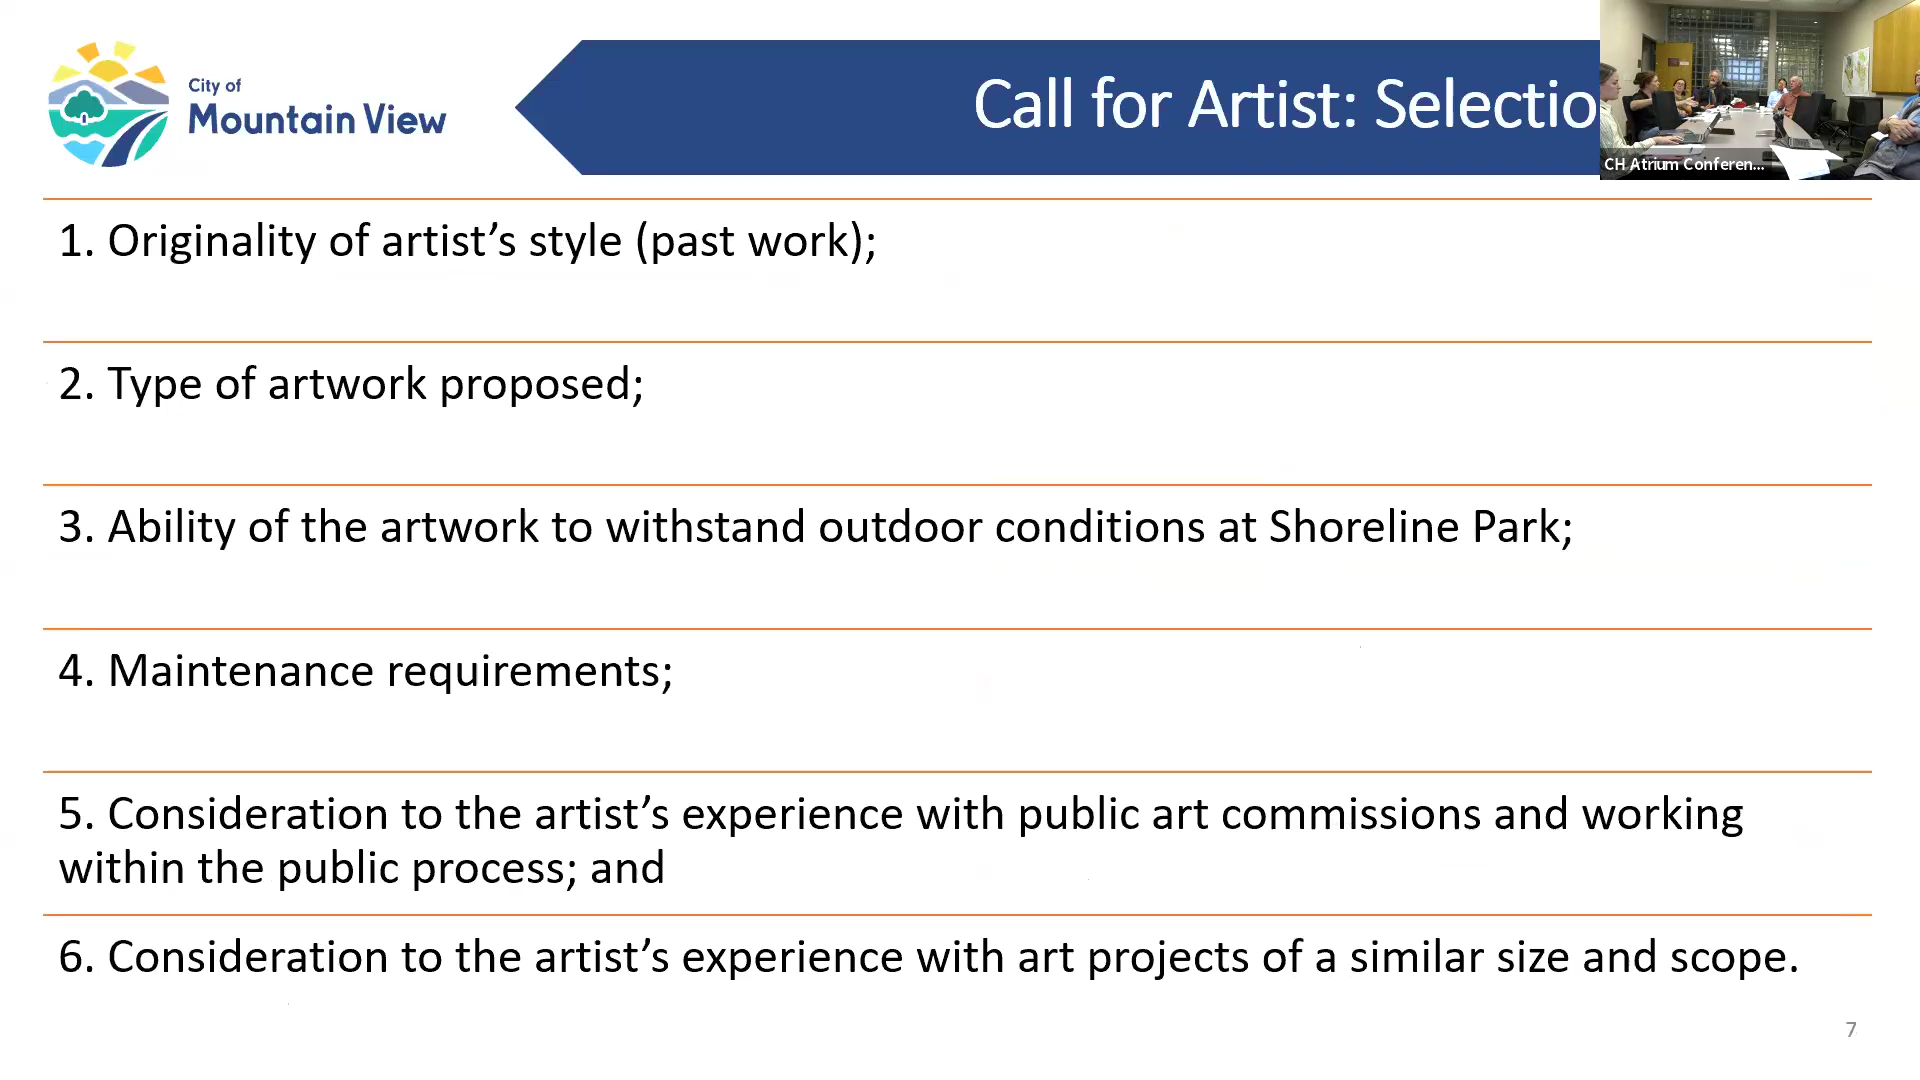 City of
Mountain View
Call for Artist: Selectio
CH Atrium Conferen...
1. Originality of artist’s style (past work);
2. Type of artwork proposed;
3. Ability of the artwork to withstand outdoor conditions at Shoreline Park;
4. Maintenance requirements;
5. Consideration to the artist’s experience with public art commissions and working
within the public process; and
6. Consideration to the artist’s experience with art projects of a similar size and scope.
7